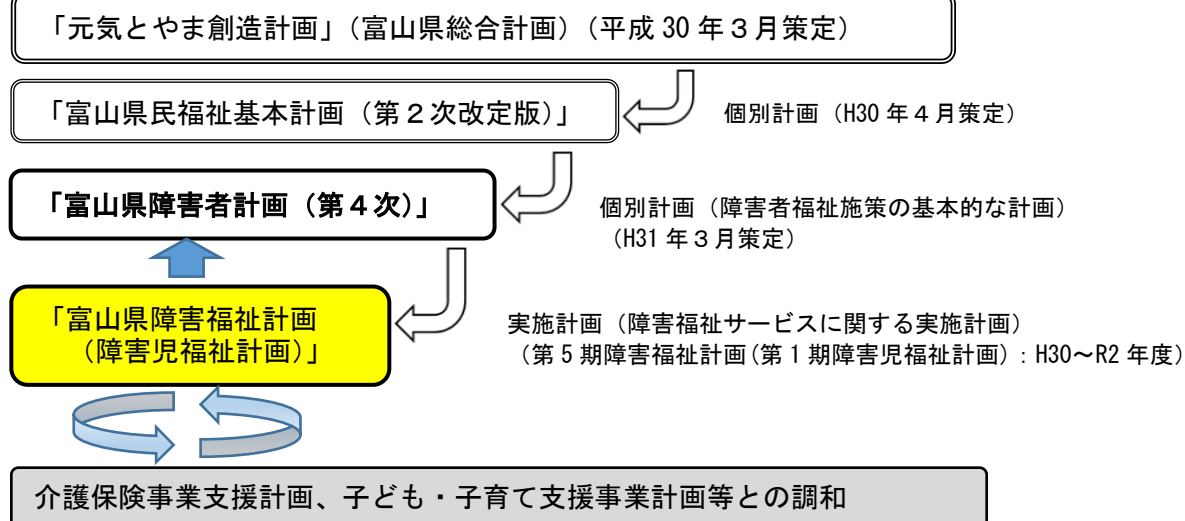 「元気とやま創造計画」（富山県総合計画）（平成 30 年３月策定）
「富山県民福祉基本計画（第２次改定版）」
個別計画（H30 年４月策定）
「富山県障害者計画（第４次）」
個別計画（障害者福祉施策の基本的な計画）
（H31 年３月策定）
「富山県障害福祉計画
（障害児福祉計画）」
実施計画（障害福祉サービスに関する実施計画）
（第 5 期障害福祉計画(第 1 期障害児福祉計画）: H30～R2 年度）
介護保険事業支援計画、子ども・子育て支援事業計画等との調和